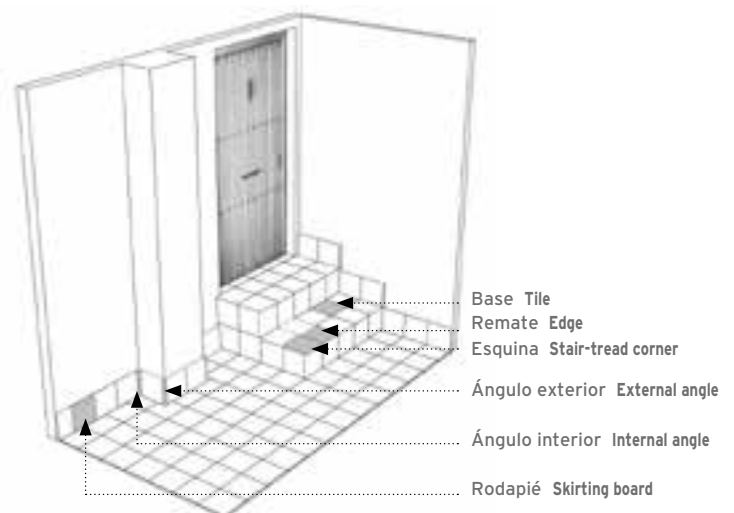 Base Tile
Remate Edge
Esquina Stair-tread corner
Ángulo exterior External angle
Ángulo interior Internal angle
Rodapié Skirting board